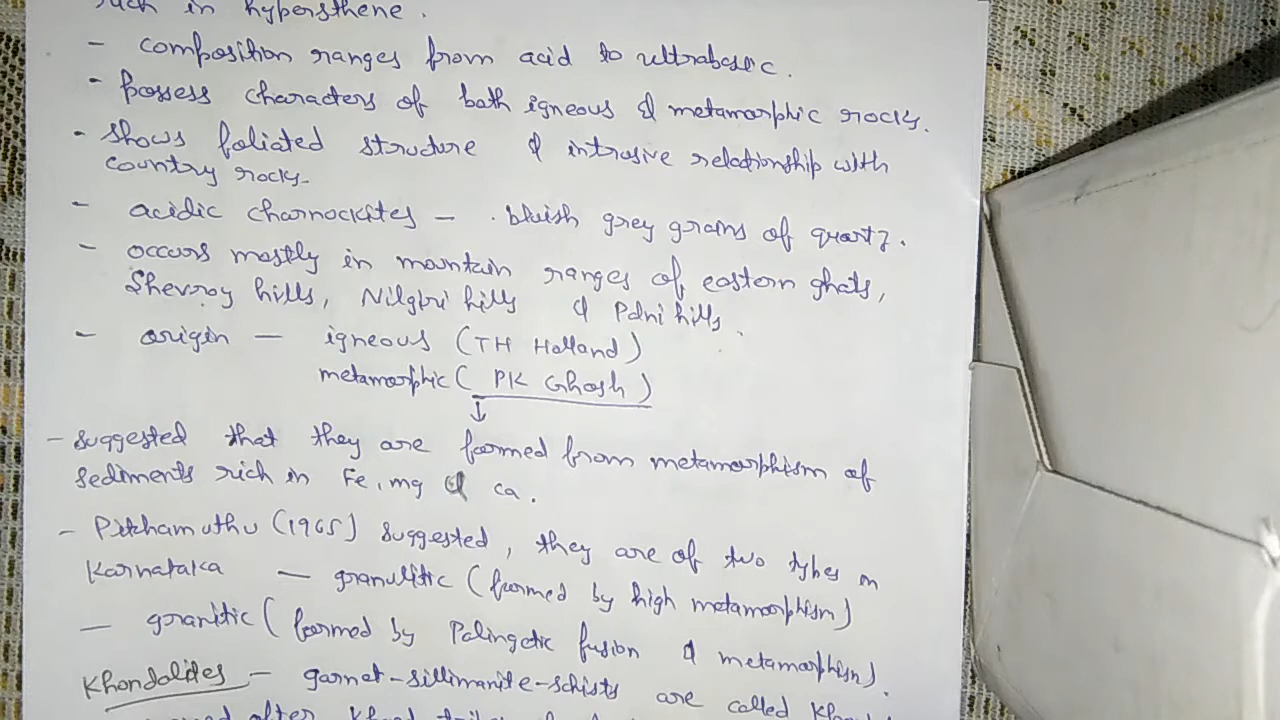 rich in hypersthene.
- composition ranges from acid to ultrabasic.
- Possess characters of both igneous & metamorphic rocks.
- shows foliated structure & intrusive relationship with
country rocks-
- acidic charnockites - bluish grey grains of quartz.
- occurs mostly in mountain ranges of eastern ghats,
Shevroy hills, Nilgiri hills & Palni hills.
- origin - igneous (TH Holland)
metamorphic (PK Ghosh)
↓
- suggested that they are formed from metamorphism of
sediments rich in Fe, mg & ca.
- Pitchamuthu (1965) suggested, they are of two types in
Karnataka - granulitic (formed by high metamorphism)
- granitic (formed by Palingetic fusion & metamorphism).
Khondalites - garnet-sillimanite-schists are called
after Khond